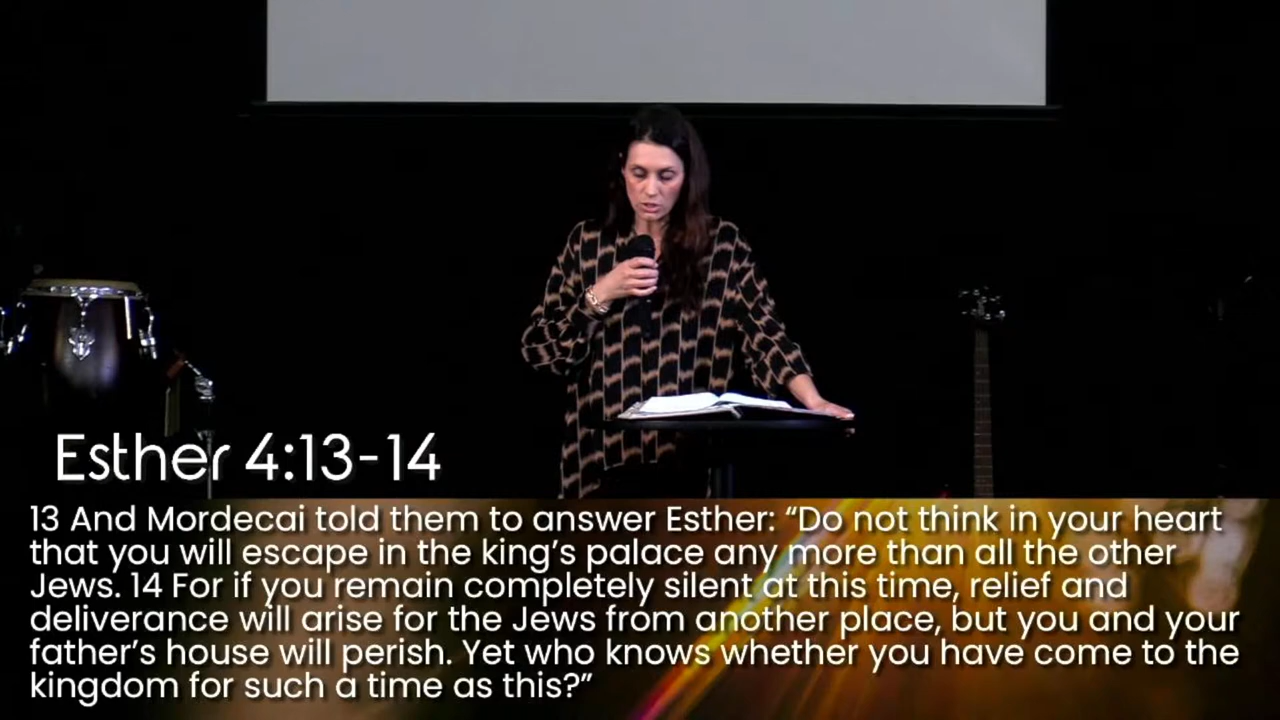 Esther 4:13-14
13 And Mordecai told them to answer Esther: “Do not think in your heart
that you will escape in the king’s palace any more than all the other
Jews. 14 For if you remain completely silent at this time, relief and
deliverance will arise for the Jews from another place, but you and your
father’s house will perish. Yet who knows whether you have come to the
kingdom for such a time as this?”